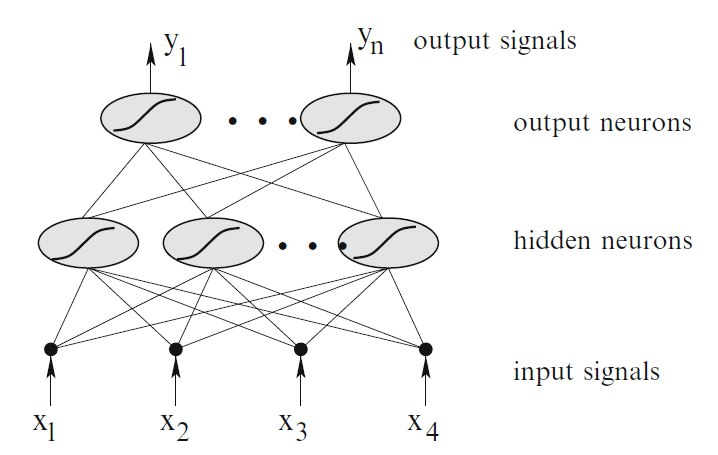 y1 yn output signals
output neurons
hidden neurons
input signals
x1 x2 x3 x4